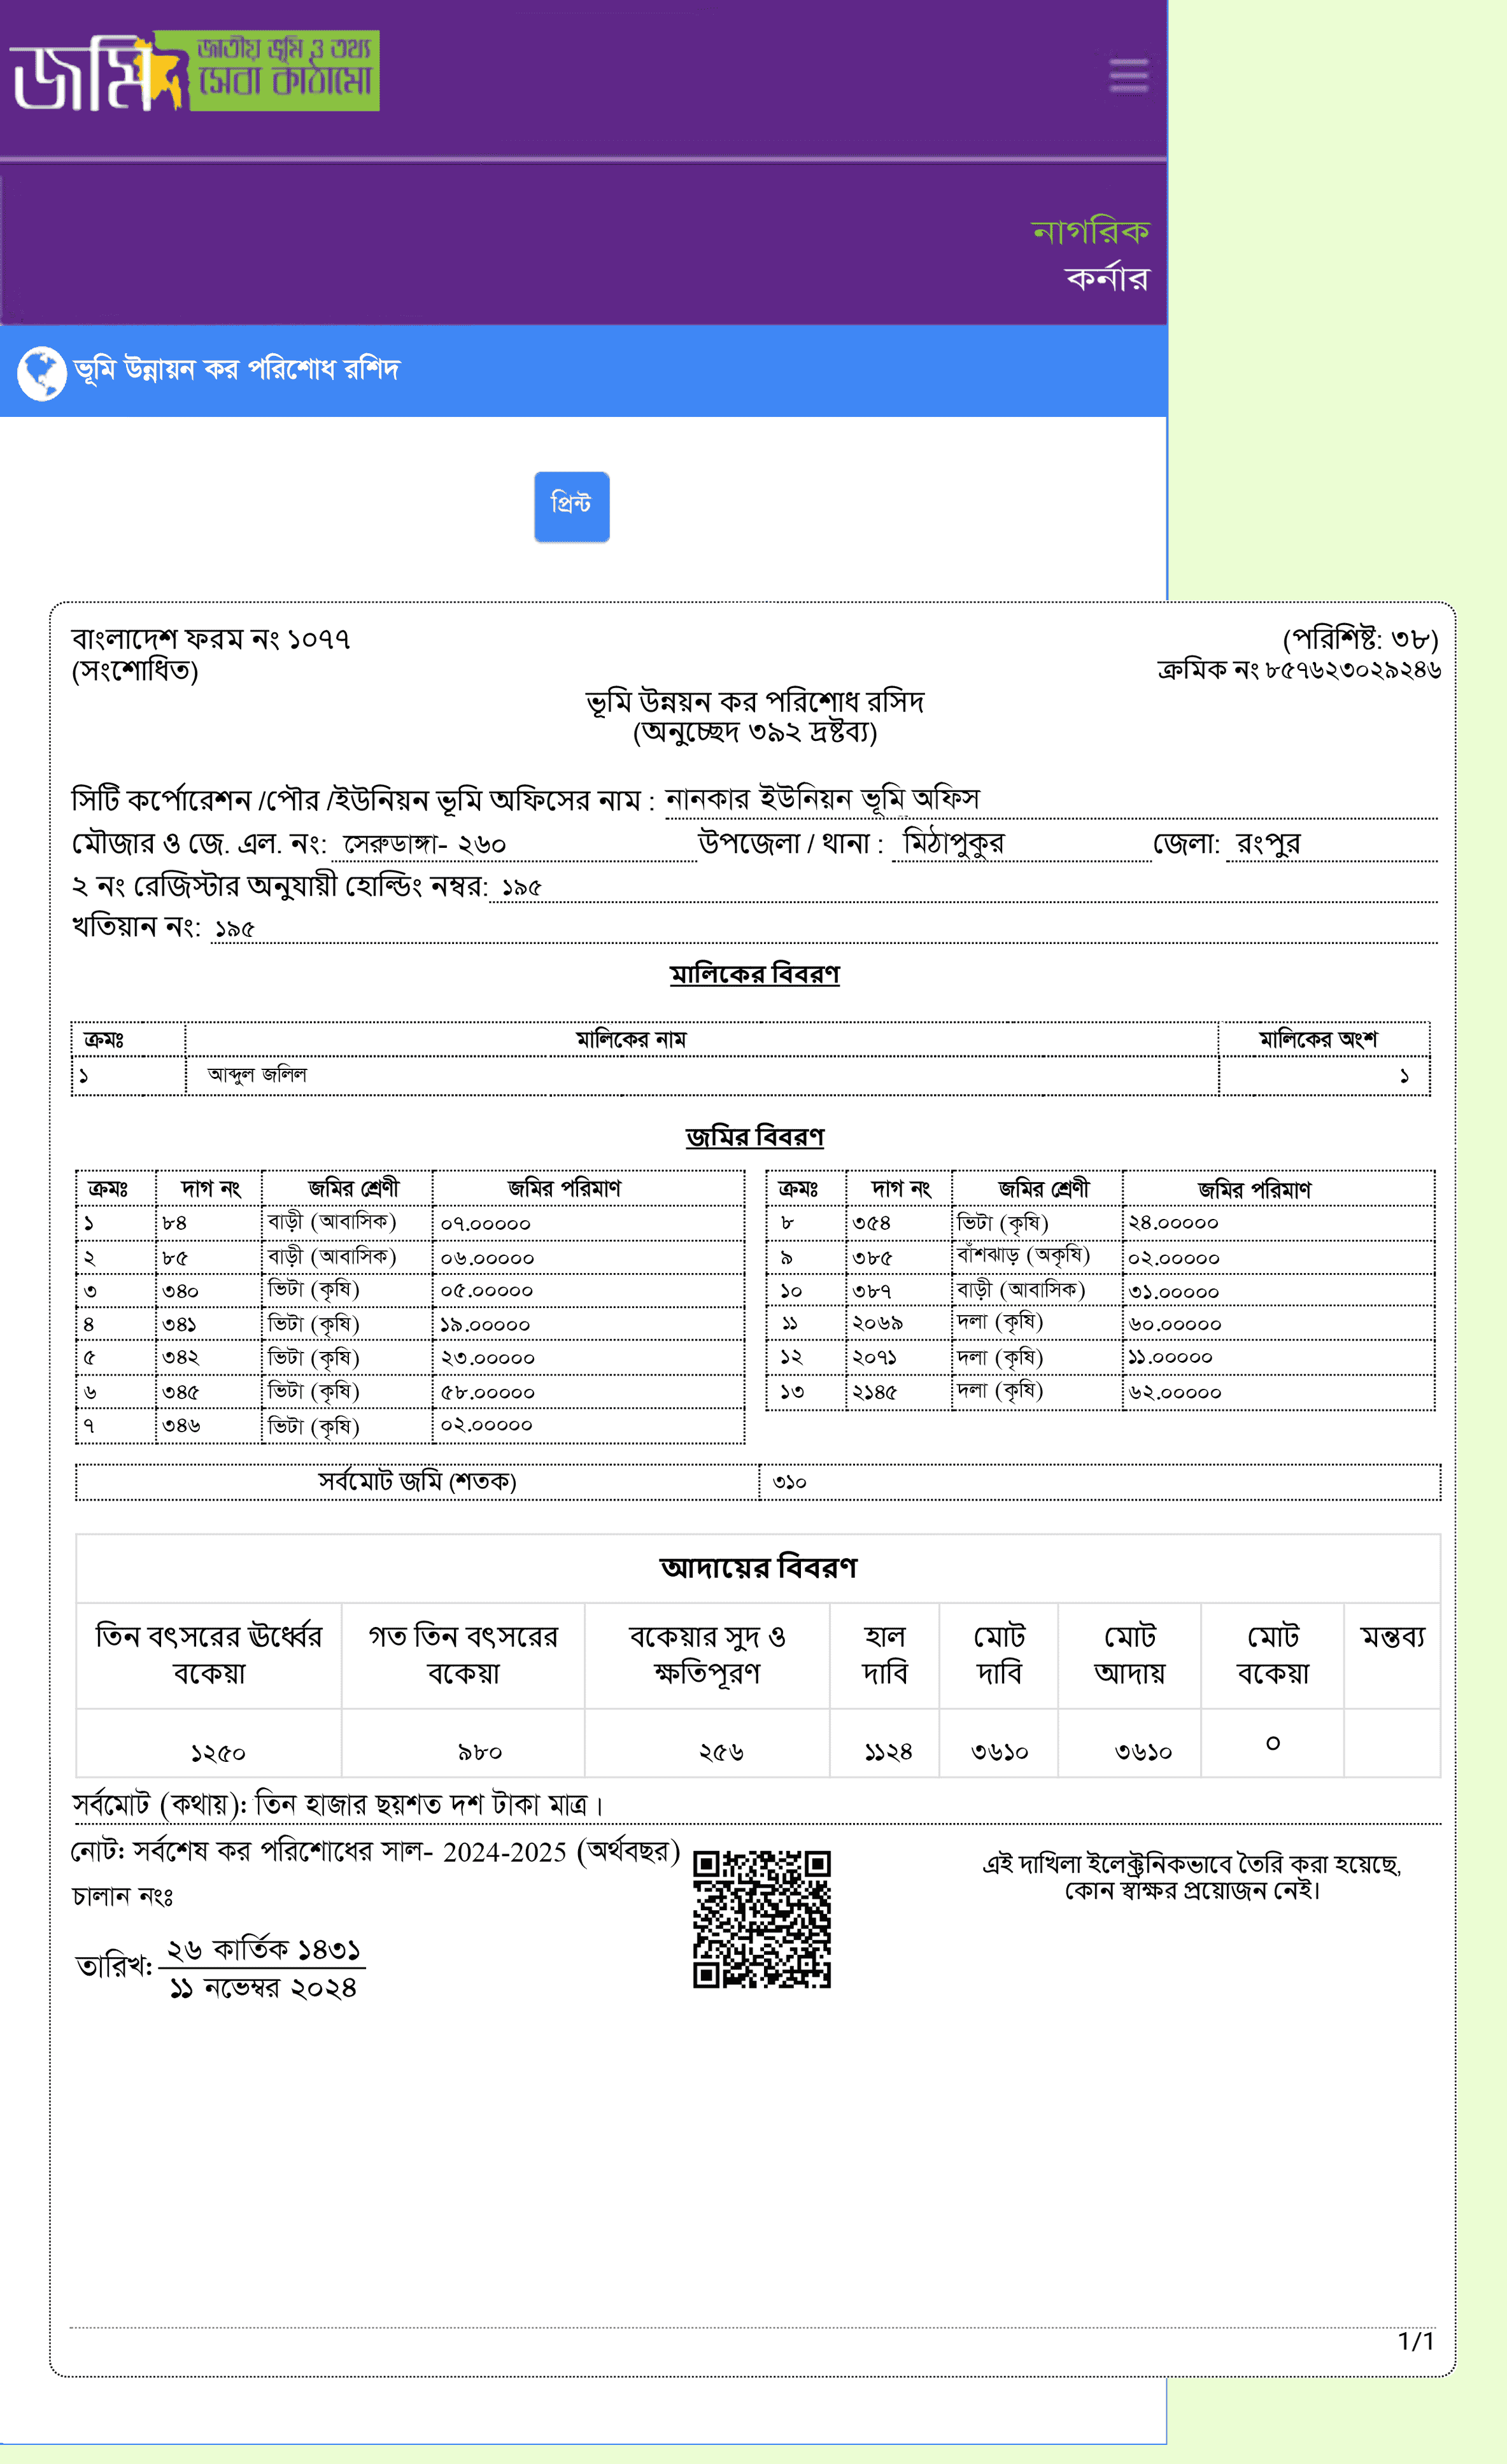 জমি জাতীয় ভূমি ও তথ্য
সেবা কাঠামো
নাগরিক
কর্নার
ভূমি উন্নায়ন কর পরিশোধ রশিদ
প্রিন্ট
বাংলাদেশ ফরম নং ১০৭৭ (পরিশিষ্ট: ৩৮)
(সংশোধিত) ক্রমিক নং ৮৫৭৬২৩০২৯২৪৬
ভূমি উন্নয়ন কর পরিশোধ রসিদ
(অনুচ্ছেদ ৩৯২ দ্রষ্টব্য)
সিটি কর্পোরেশন /পৌর /ইউনিয়ন ভূমি অফিসের নাম : নানকার ইউনিয়ন ভূমি অফিস
মৌজার ও জে. এল. নং: সেরুডাঙ্গা- ২৬০ উপজেলা / থানা : মিঠাপুকুর জেলা: রংপুর
২ নং রেজিস্টার অনুযায়ী হোল্ডিং নম্বর: ১৯৫
খতিয়ান নং: ১৯৫
মালিকের বিবরণ
ক্রমঃ মালিকের নাম মালিকের অংশ
১ আব্দুল জলিল ১
জমির বিবরণ
ক্রমঃ দাগ নং জমির শ্রেণী জমির পরিমাণ
১ ৮৪ বাড়ী (আবাসিক) ০৭.০০০০০
২ ৮৫ বাড়ী (আবাসিক) ০৬.০০০০০
৩ ৩৪০ ভিটা (কৃষি) ০৫.০০০০০
৪ ৩৪১ ভিটা (কৃষি) ১৯.০০০০০
৫ ৩৪২ ভিটা (কৃষি) ২৩.০০০০০
৬ ৩৪৫ ভিটা (কৃষি) ৫৮.০০০০০
৭ ৩৪৬ ভিটা (কৃষি) ০২.০০০০০
ক্রমঃ দাগ নং জমির শ্রেণী জমির পরিমাণ
৮ ৩৫৪ ভিটা (কৃষি) ২৪.০০০০০
৯ ৩৮৫ বাঁশঝাড় (অকৃষি) ০২.০০০০০
১০ ৩৮৭ বাড়ী (আবাসিক) ৩১.০০০০০
১১ ২০৬৯ দলা (কৃষি) ৬০.০০০০০
১২ ২০৭১ দলা (কৃষি) ১১.০০০০০
১৩ ২১৪৫ দলা (কৃষি) ৬২.০০০০০
সর্বমোট জমি (শতক) ৩১০
আদায়ের বিবরণ
তিন বৎসরের ঊর্ধ্বের গত তিন বৎসরের বকেয়ার সুদ ও হাল মোট মোট মোট মন্তব্য
বকেয়া বকেয়া ক্ষতিপূরণ দাবি দাবি আদায় বকেয়া
১২৫০ ৯৮০ ২৫৬ ১১২৪ ৩৬১০ ৩৬১০ ০
সর্বমোট (কথায়): তিন হাজার ছয়শত দশ টাকা মাত্র।
নোট: সর্বশেষ কর পরিশোধের সাল- 2024-2025 (অর্থবছর)
চালান নংঃ
তারিখ: ২৬ কার্তিক ১৪৩১
১১ নভেম্বর ২০২৪
এই দাখিলা ইলেক্ট্রনিকভাবে তৈরি করা হয়েছে,
কোন স্বাক্ষর প্রয়োজন নেই।
1/1